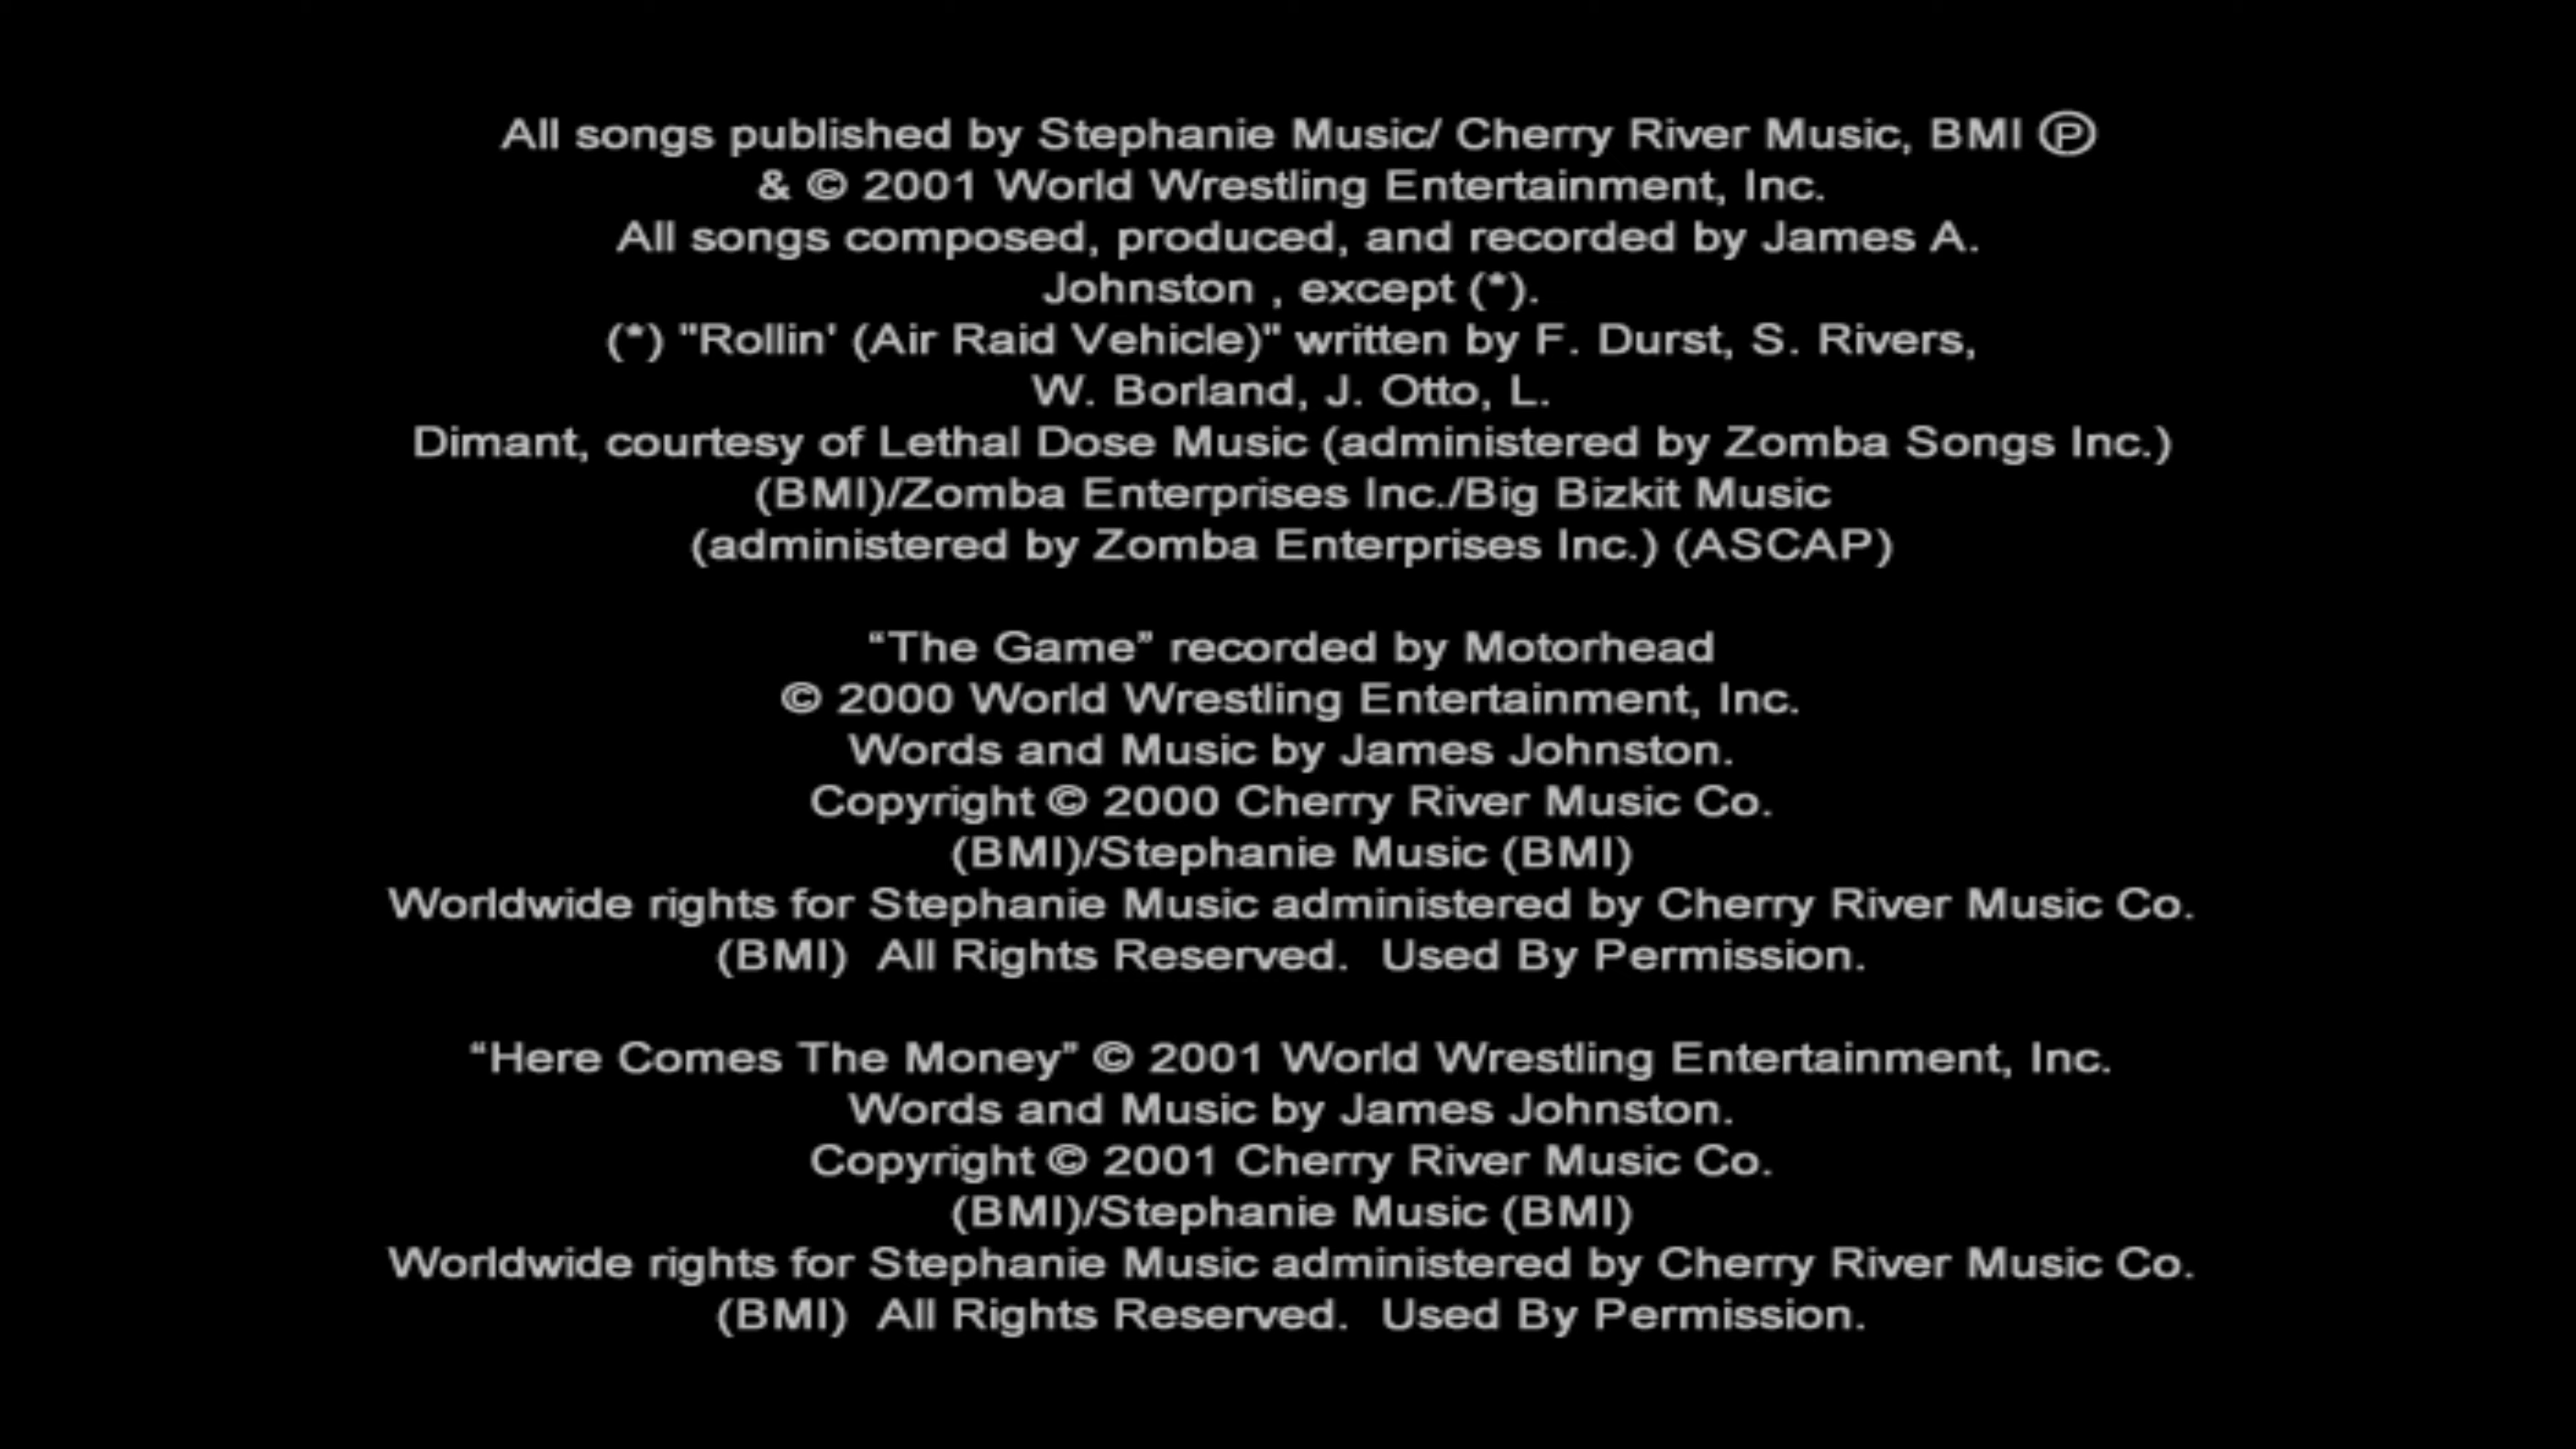 All songs published by Stephanie Music/ Cherry River Music, BMI Ⓟ
& © 2001 World Wrestling Entertainment, Inc.
All songs composed, produced, and recorded by James A.
Johnston , except (*).
(*) "Rollin' (Air Raid Vehicle)" written by F. Durst, S. Rivers,
W. Borland, J. Otto, L.
Dimant, courtesy of Lethal Dose Music (administered by Zomba Songs Inc.)
(BMI)/Zomba Enterprises Inc./Big Bizkit Music
(administered by Zomba Enterprises Inc.) (ASCAP)
“The Game” recorded by Motorhead
© 2000 World Wrestling Entertainment, Inc.
Words and Music by James Johnston.
Copyright © 2000 Cherry River Music Co.
(BMI)/Stephanie Music (BMI)
Worldwide rights for Stephanie Music administered by Cherry River Music Co.
(BMI)  All Rights Reserved.  Used By Permission.
“Here Comes The Money” © 2001 World Wrestling Entertainment, Inc.
Words and Music by James Johnston.
Copyright © 2001 Cherry River Music Co.
(BMI)/Stephanie Music (BMI)
Worldwide rights for Stephanie Music administered by Cherry River Music Co.
(BMI)  All Rights Reserved.  Used By Permission.